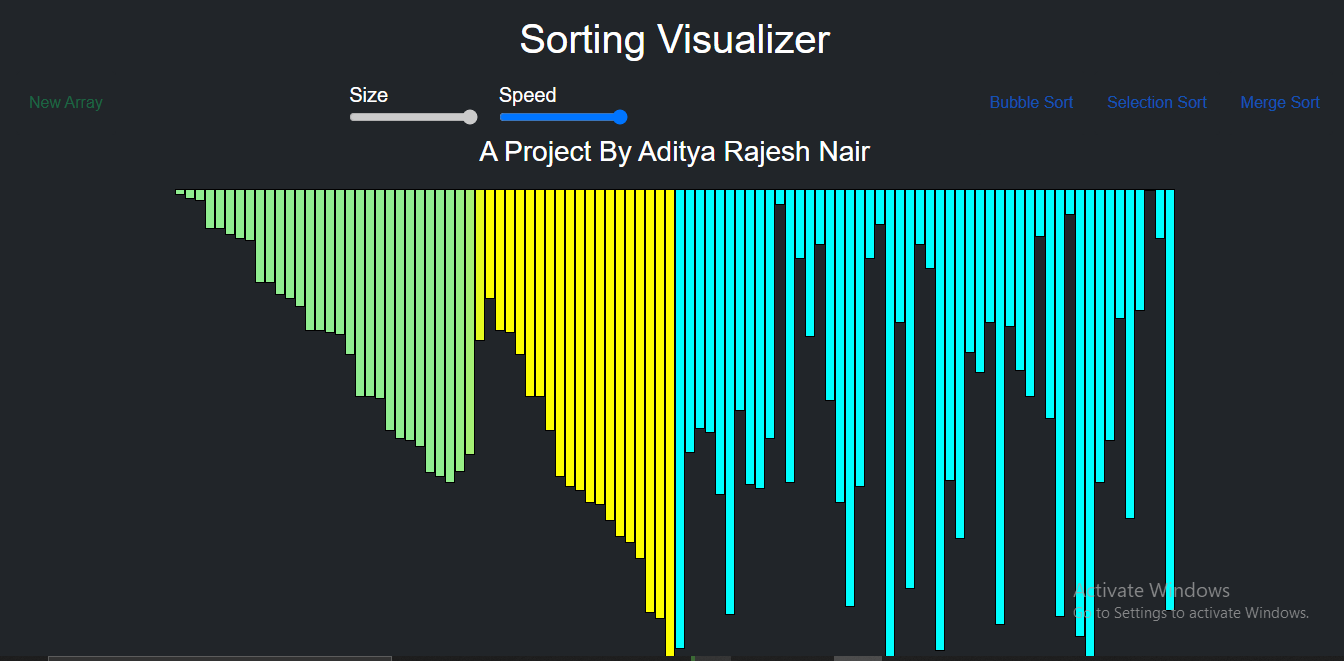 Sorting Visualizer
New Array
Size
Speed
Bubble Sort
Selection Sort
Merge Sort
A Project By Aditya Rajesh Nair
Activate Windows
Go to Settings to activate Windows.